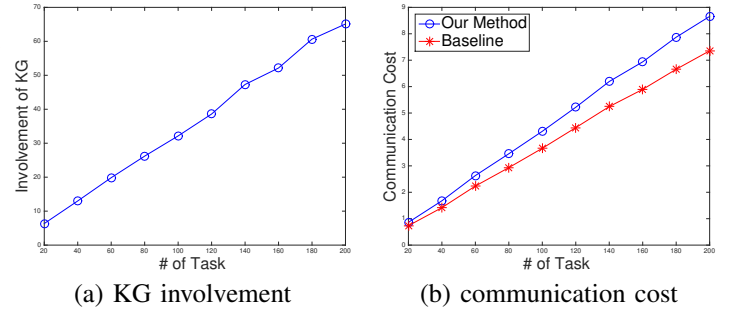 70
60
50
40
30
20
10
0
Involvement of KG
20 40 60 80 100 120 140 160 180 200
# of Task
(a) KG involvement
9
8
7
6
5
4
3
2
1
0
Communication Cost
Our Method
Baseline
20 40 60 80 100 120 140 160 180 200
# of Task
(b) communication cost